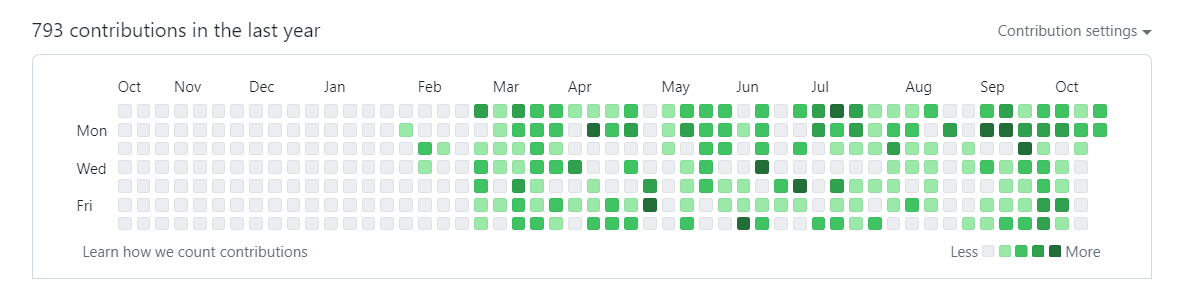 793 contributions in the last year
Contribution settings
Oct Nov Dec Jan Feb Mar Apr May Jun Jul Aug Sep Oct
Mon
Wed
Fri
Learn how we count contributions
Less More